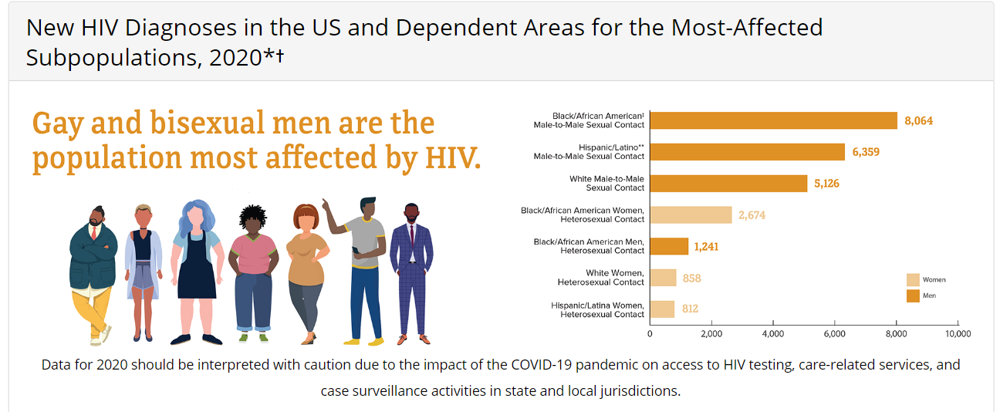 New HIV Diagnoses in the US and Dependent Areas for the Most-Affected
Subpopulations, 2020*†
Gay and bisexual men are the
population most affected by HIV.
Black/African American‡
Male-to-Male Sexual Contact
8,064
Hispanic/Latino**
Male-to-Male Sexual Contact
6,359
White Male-to-Male
Sexual Contact
5,126
Black/African American Women,
Heterosexual Contact
2,674
Black/African American Men,
Heterosexual Contact
1,241
White Women,
Heterosexual Contact
858
Hispanic/Latina Women,
Heterosexual Contact
812
Women
Men
0 2,000 4,000 6,000 8,000 10,000
Data for 2020 should be interpreted with caution due to the impact of the COVID-19 pandemic on access to HIV testing, care-related services, and
case surveillance activities in state and local jurisdictions.